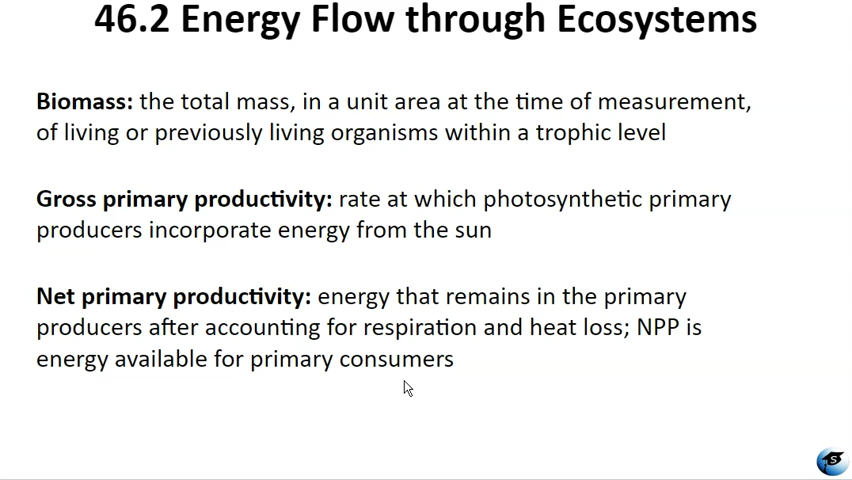 46.2 Energy Flow through Ecosystems
Biomass: the total mass, in a unit area at the time of measurement,
of living or previously living organisms within a trophic level
Gross primary productivity: rate at which photosynthetic primary
producers incorporate energy from the sun
Net primary productivity: energy that remains in the primary
producers after accounting for respiration and heat loss; NPP is
energy available for primary consumers
S